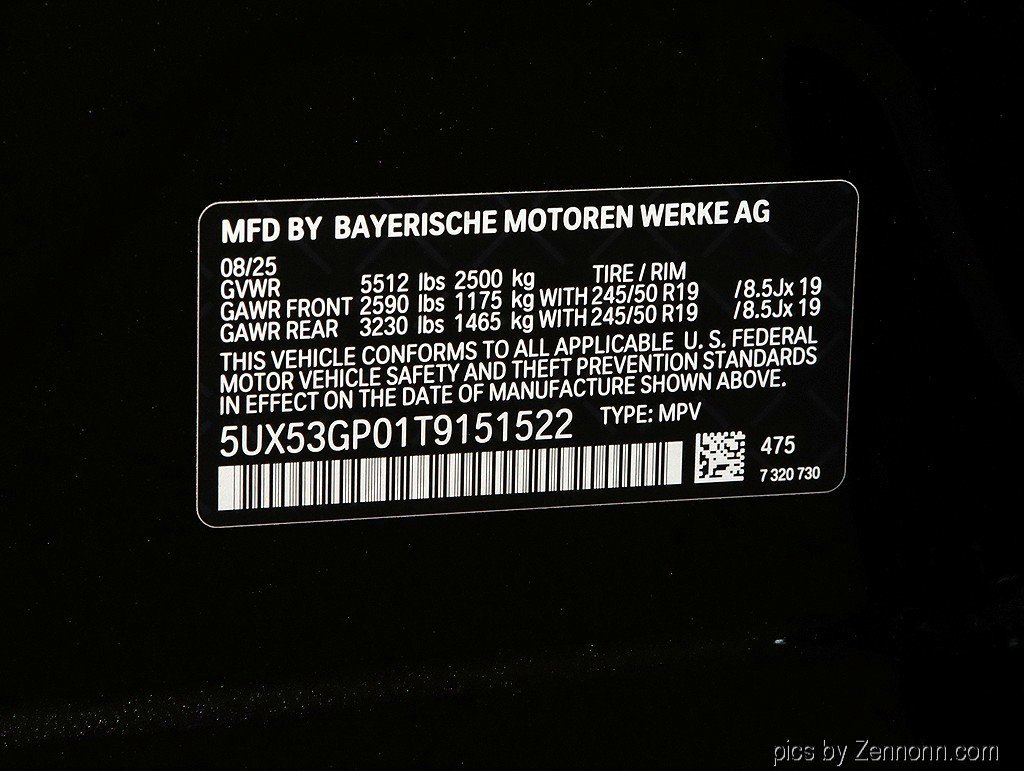 MFD BY BAYERISCHE MOTOREN WERKE AG
08/25
GVWR 5512 lbs 2500 kg TIRE / RIM
GAWR FRONT 2590 lbs 1175 kg WITH 245/50 R19 /8.5Jx 19
GAWR REAR 3230 lbs 1465 kg WITH 245/50 R19 /8.5Jx 19
THIS VEHICLE CONFORMS TO ALL APPLICABLE U. S. FEDERAL
MOTOR VEHICLE SAFETY AND THEFT PREVENTION STANDARDS
IN EFFECT ON THE DATE OF MANUFACTURE SHOWN ABOVE.
5UX53GP01T9151522 TYPE: MPV
475
7 320 730
pics by Zennonn.com